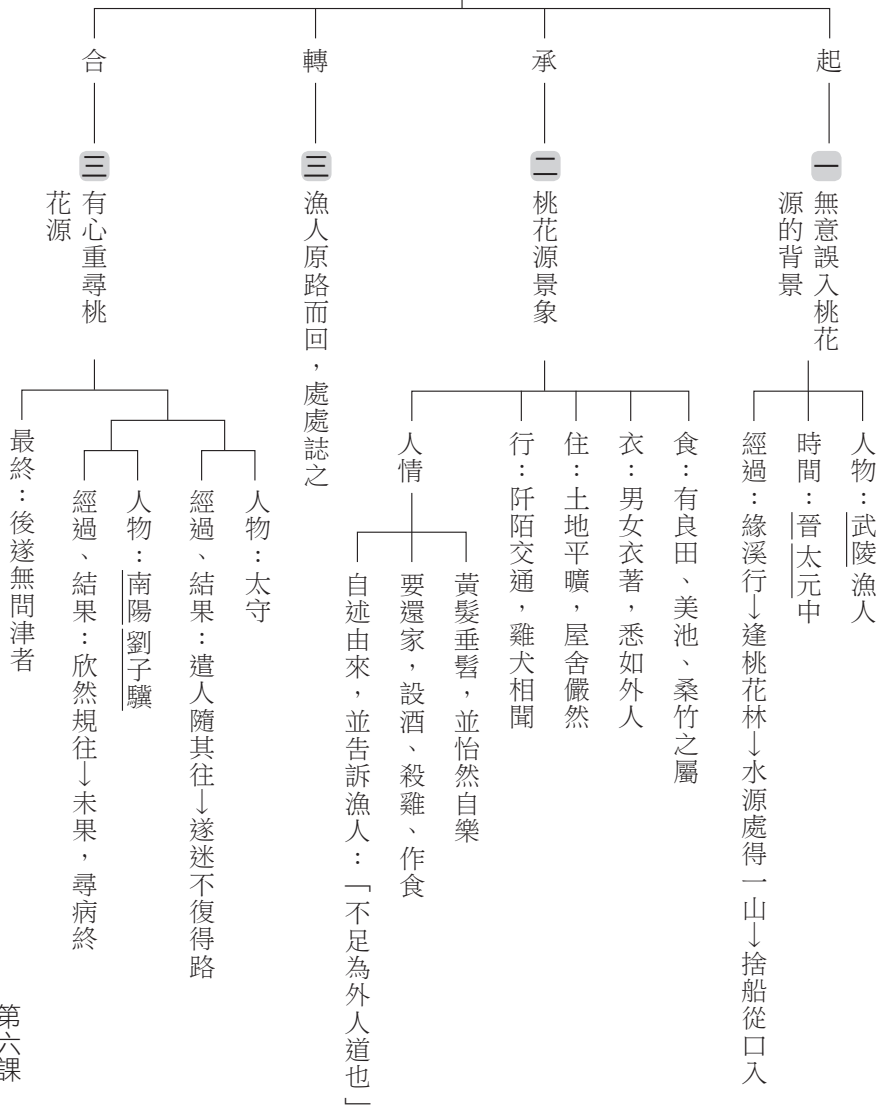 起
一
無意誤入桃花
源的背景
人物：武陵漁人
時間：晉太元中
經過：緣溪行→逢桃花林→水源處得一山→捨船從口入
承
二
桃花源景象
食：有良田、美池、桑竹之屬
衣：男女衣著，悉如外人
住：土地平曠，屋舍儼然
行：阡陌交通，雞犬相聞
人情
黃髮垂髫，並怡然自樂
要還家，設酒、殺雞、作食
自述由來，並告訴漁人：「不足為外人道也」
轉
三
漁人原路而回，處處誌之
合
三
有心重尋桃
花源
人物：太守
經過、結果：遣人隨其往→遂迷不復得路
人物：南陽劉子驥
經過、結果：欣然規往→未果，尋病終
最終：後遂無問津者
第六課